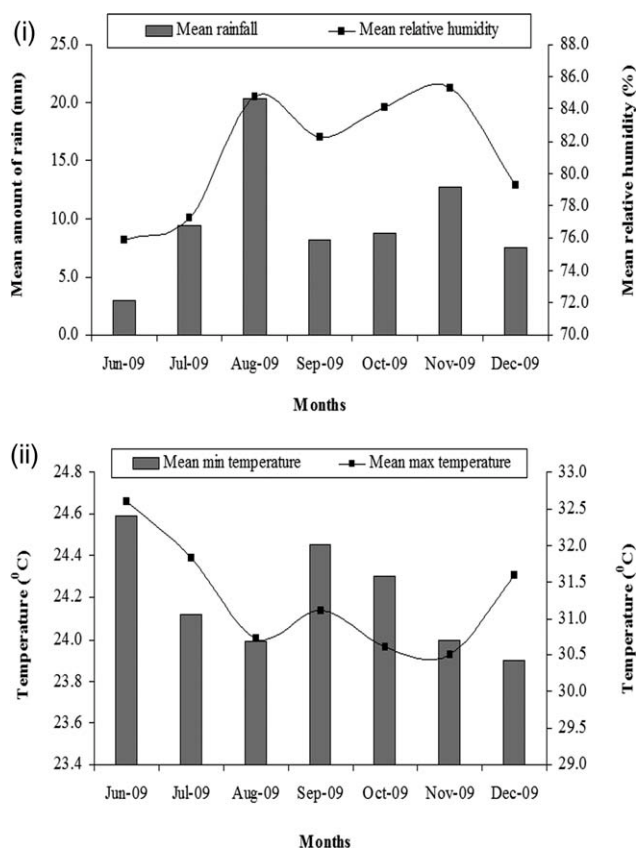 (i)
Mean rainfall Mean relative humidity
Mean amount of rain (mm)
25.0
20.0
15.0
10.0
5.0
0.0
88.0
86.0
84.0
82.0
80.0
78.0
76.0
74.0
72.0
70.0
Mean relative humidity (%)
Jun-09 Jul-09 Aug-09 Sep-09 Oct-09 Nov-09 Dec-09
Months
(ii)
Mean min temperature Mean max temperature
Temperature (⁰C)
24.8
24.6
24.4
24.2
24.0
23.8
23.6
23.4
33.0
32.5
32.0
31.5
31.0
30.5
30.0
29.5
29.0
Temperature (⁰C)
Jun-09 Jul-09 Aug-09 Sep-09 Oct-09 Nov-09 Dec-09
Months